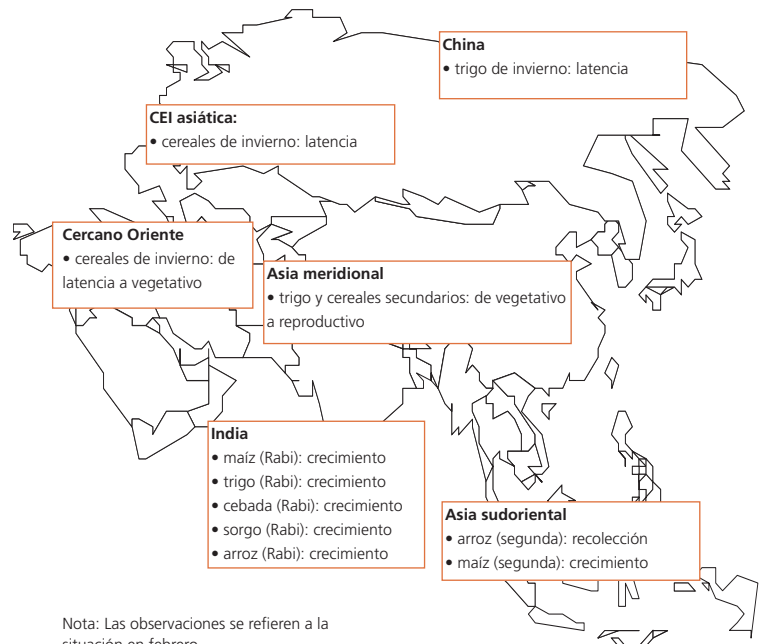 China
• trigo de invierno: latencia
CEI asiática:
• cereales de invierno: latencia
Cercano Oriente
• cereales de invierno: de
latencia a vegetativo
Asia meridional
• trigo y cereales secundarios: de vegetativo
a reproductivo
India
• maíz (Rabi): crecimiento
• trigo (Rabi): crecimiento
• cebada (Rabi): crecimiento
• sorgo (Rabi): crecimiento
• arroz (Rabi): crecimiento
Asia sudoriental
• arroz (segunda): recolección
• maíz (segunda): crecimiento
Nota: Las observaciones se refieren a la
situación en febrero